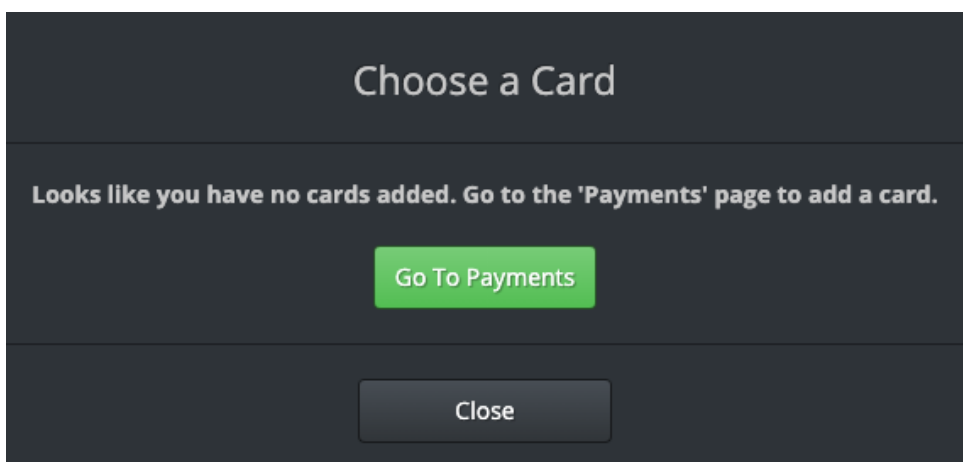 Choose a Card
Looks like you have no cards added. Go to the 'Payments' page to add a card.
Go To Payments
Close